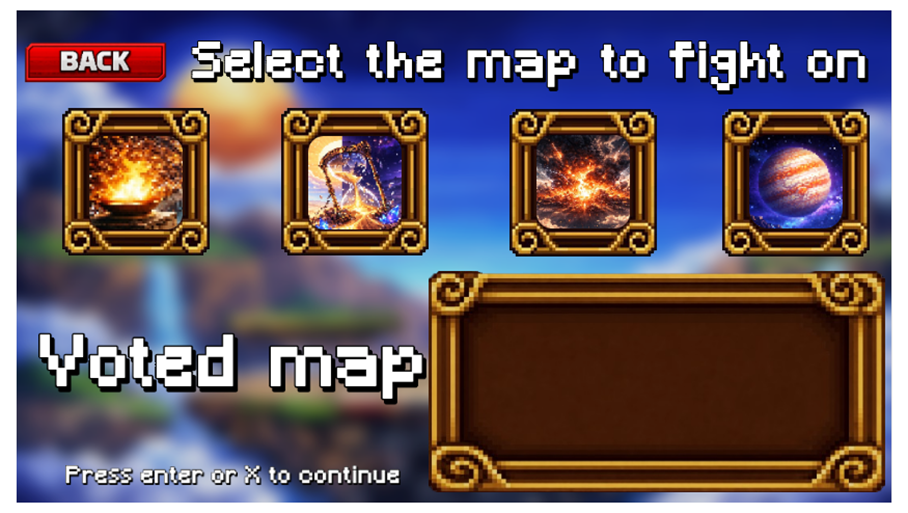 BACK
Select the map to fight on
Voted map
Press enter or X to continue